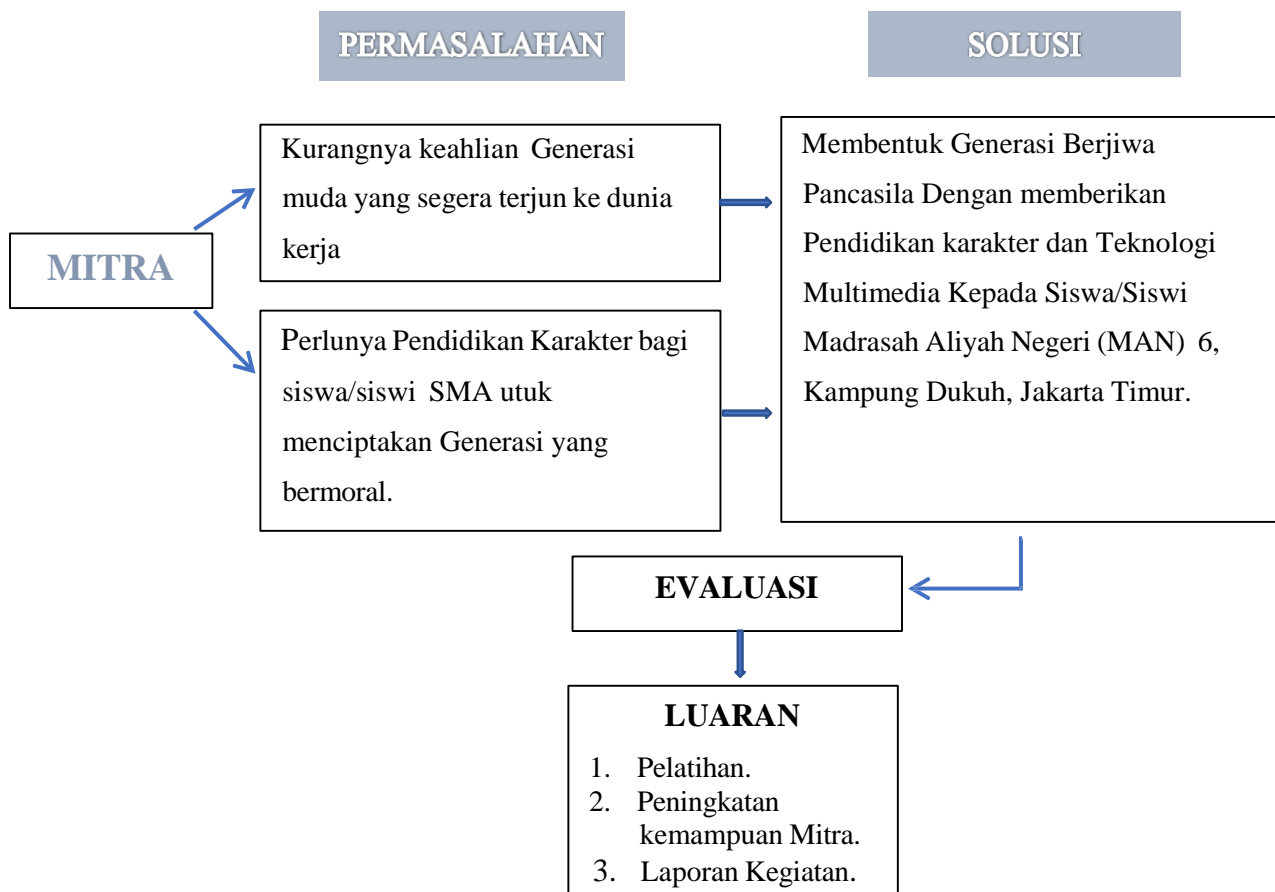 PERMASALAHAN
SOLUSI
MITRA
Kurangnya keahlian Generasi
muda yang segera terjun ke dunia
kerja
Perlunya Pendidikan Karakter bagi
siswa/siswi SMA utuk
menciptakan Generasi yang
bermoral.
Membentuk Generasi Berjiwa
Pancasila Dengan memberikan
Pendidikan karakter dan Teknologi
Multimedia Kepada Siswa/Siswi
Madrasah Aliyah Negeri (MAN) 6,
Kampung Dukuh, Jakarta Timur.
EVALUASI
LUARAN
1. Pelatihan.
2. Peningkatan
kemampuan Mitra.
3. Laporan Kegiatan.